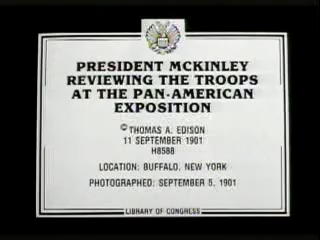 PRESIDENT MCKINLEY
REVIEWING THE TROOPS
AT THE PAN-AMERICAN
EXPOSITION
© THOMAS A. EDISON
11 SEPTEMBER 1901
H8588
LOCATION: BUFFALO, NEW YORK
PHOTOGRAPHED: SEPTEMBER 5, 1901
LIBRARY OF CONGRESS